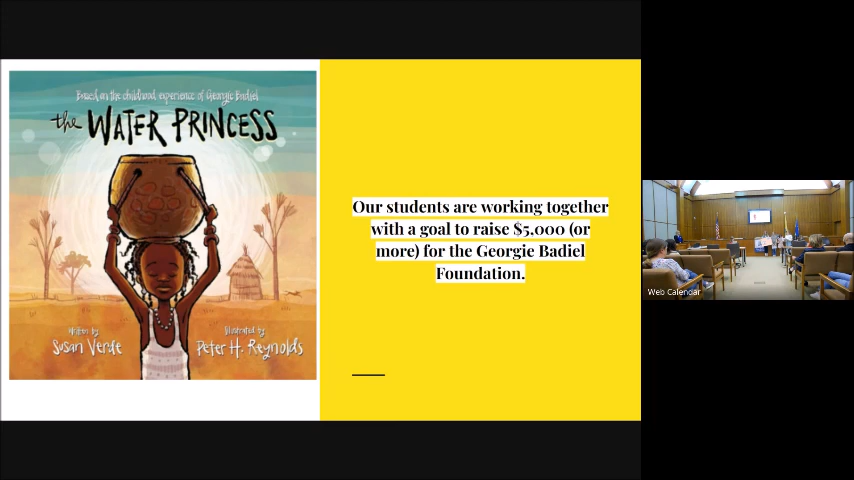 Based on the childhood experience of Georgie Badiel
the WATER PRINCESS
Written by
Susan Verde
Illustrated by
Peter H. Reynolds
Our students are working together
with a goal to raise $5,000 (or
more) for the Georgie Badiel
Foundation.
Web Calendar